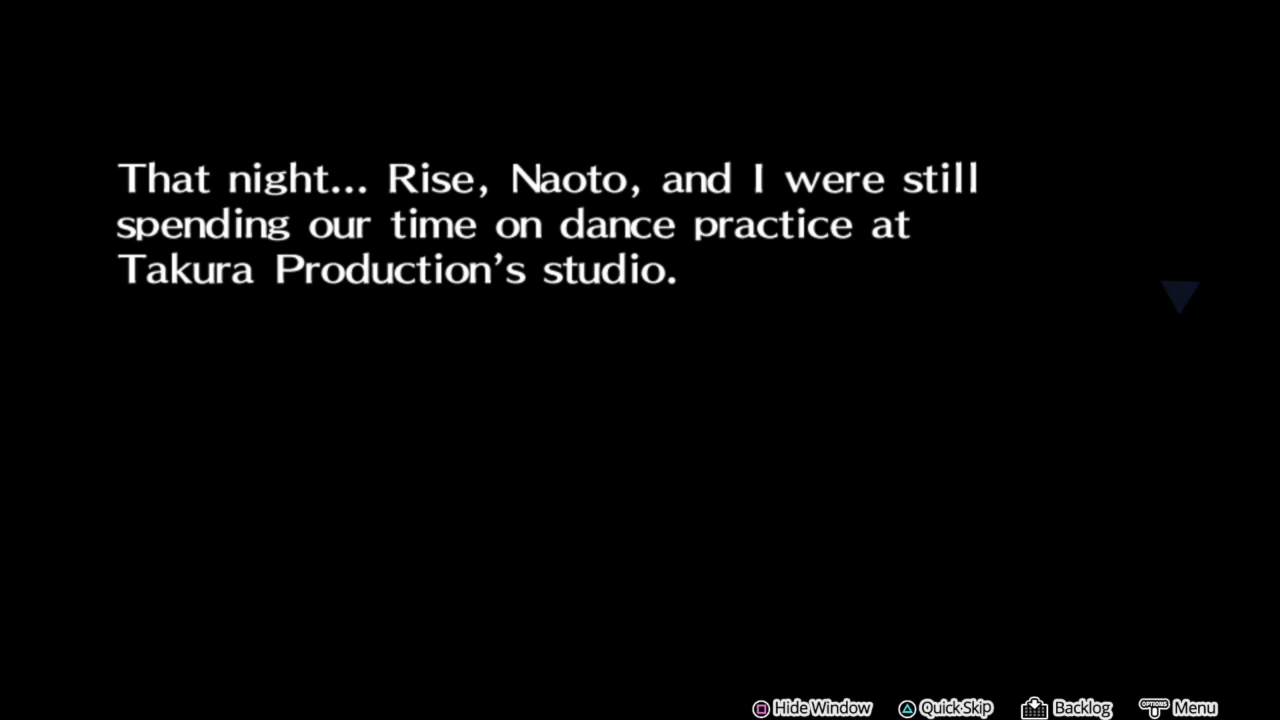 That night... Rise, Naoto, and I were still
spending our time on dance practice at
Takura Production's studio.
Hide Window Quick Skip Backlog OPTIONS Menu